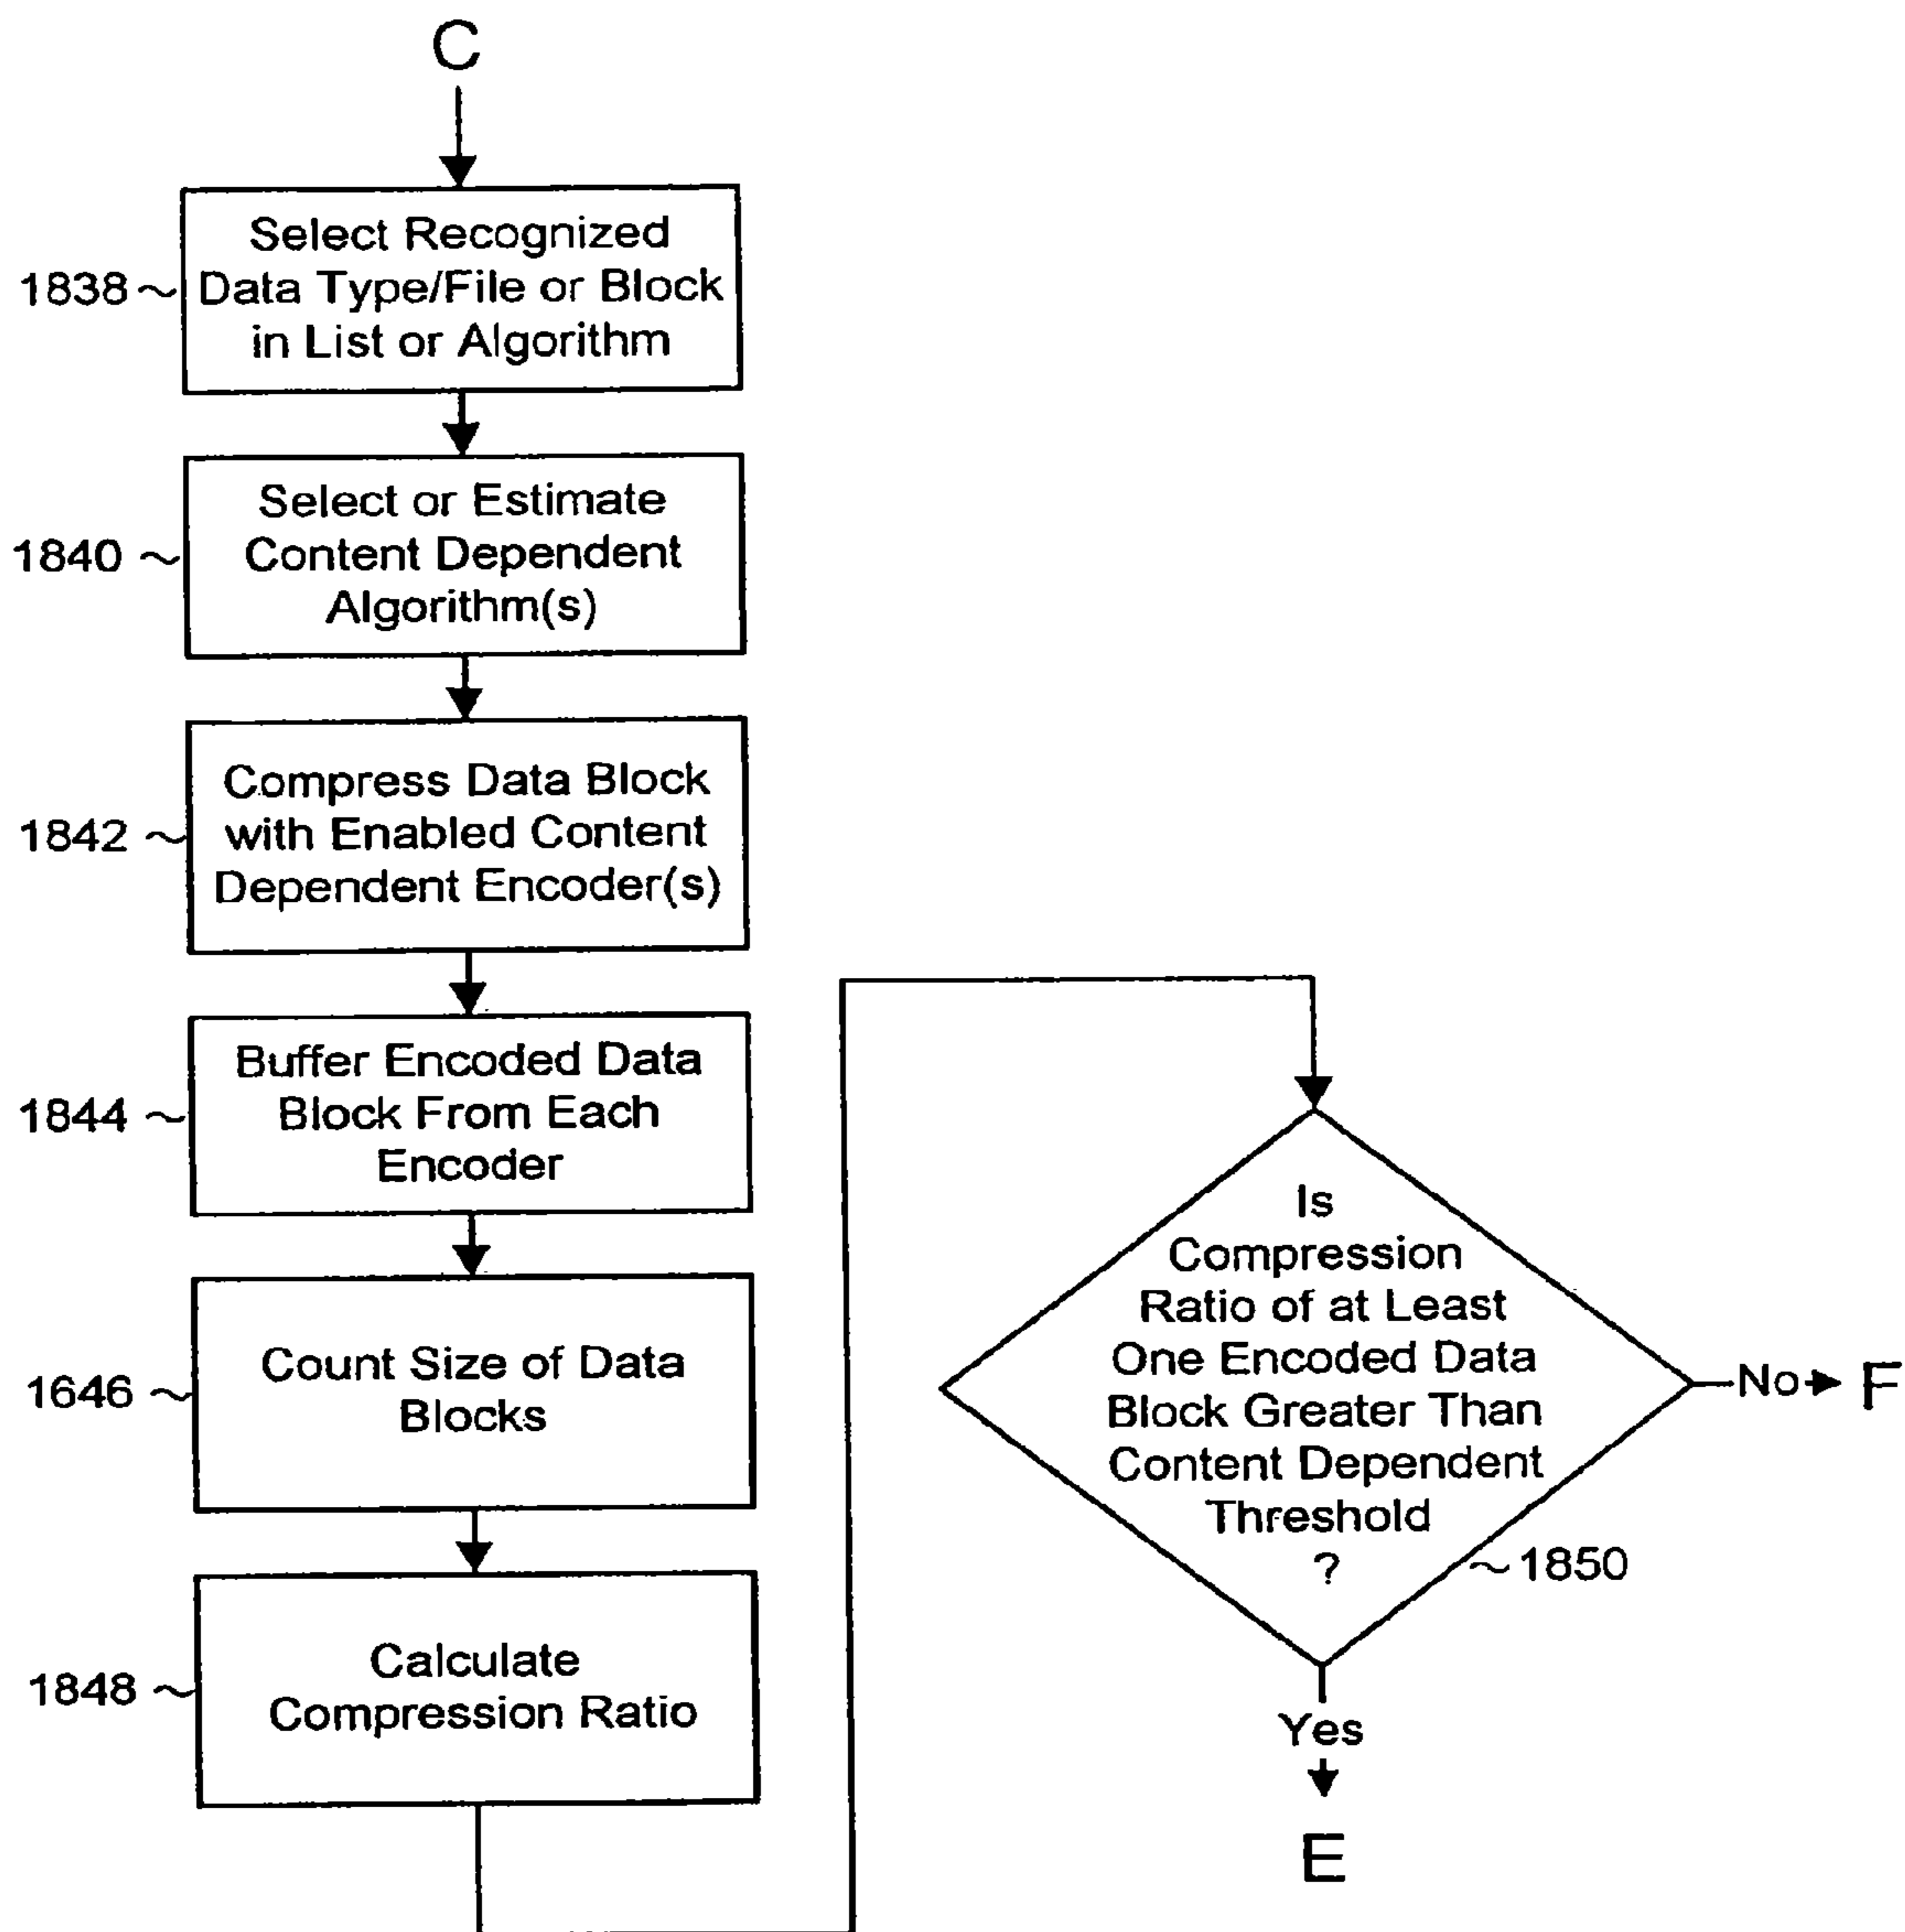 C
1838
Select Recognized
Data Type/File or Block
in List or Algorithm
1840
Select or Estimate
Content Dependent
Algorithm(s)
1842
Compress Data Block
with Enabled Content
Dependent Encoder(s)
1844
Buffer Encoded Data
Block From Each
Encoder
1646
Count Size of Data
Blocks
1848
Calculate
Compression Ratio
Is
Compression
Ratio of at Least
One Encoded Data
Block Greater Than
Content Dependent
Threshold
?
1850
No
F
Yes
E